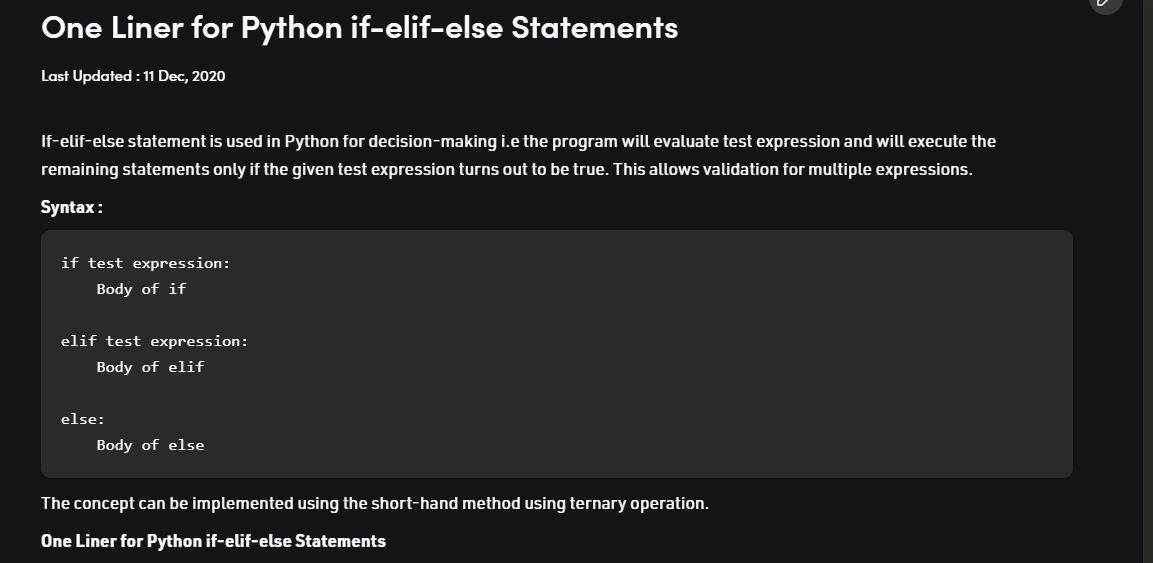 One Liner for Python if-elif-else Statements
Last Updated : 11 Dec, 2020
If-elif-else statement is used in Python for decision-making i.e the program will evaluate test expression and will execute the
remaining statements only if the given test expression turns out to be true. This allows validation for multiple expressions.
Syntax :
if test expression:
    Body of if
elif test expression:
    Body of elif
else:
    Body of else
The concept can be implemented using the short-hand method using ternary operation.
One Liner for Python if-elif-else Statements